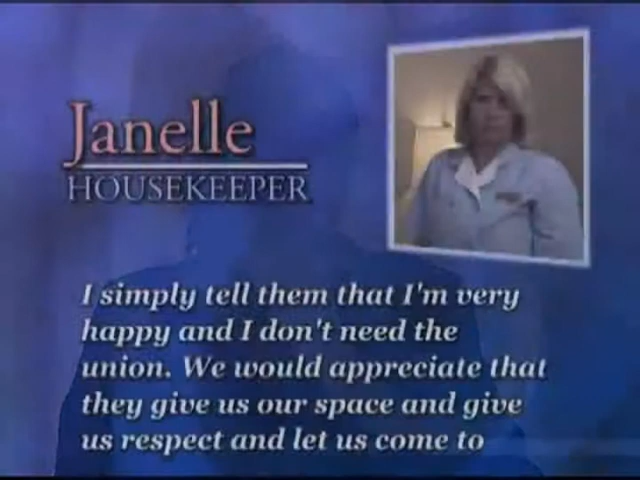 Janelle
HOUSEKEEPER
I simply tell them that I'm very
happy and I don't need the
union. We would appreciate that
they give us our space and give
us respect and let us come to